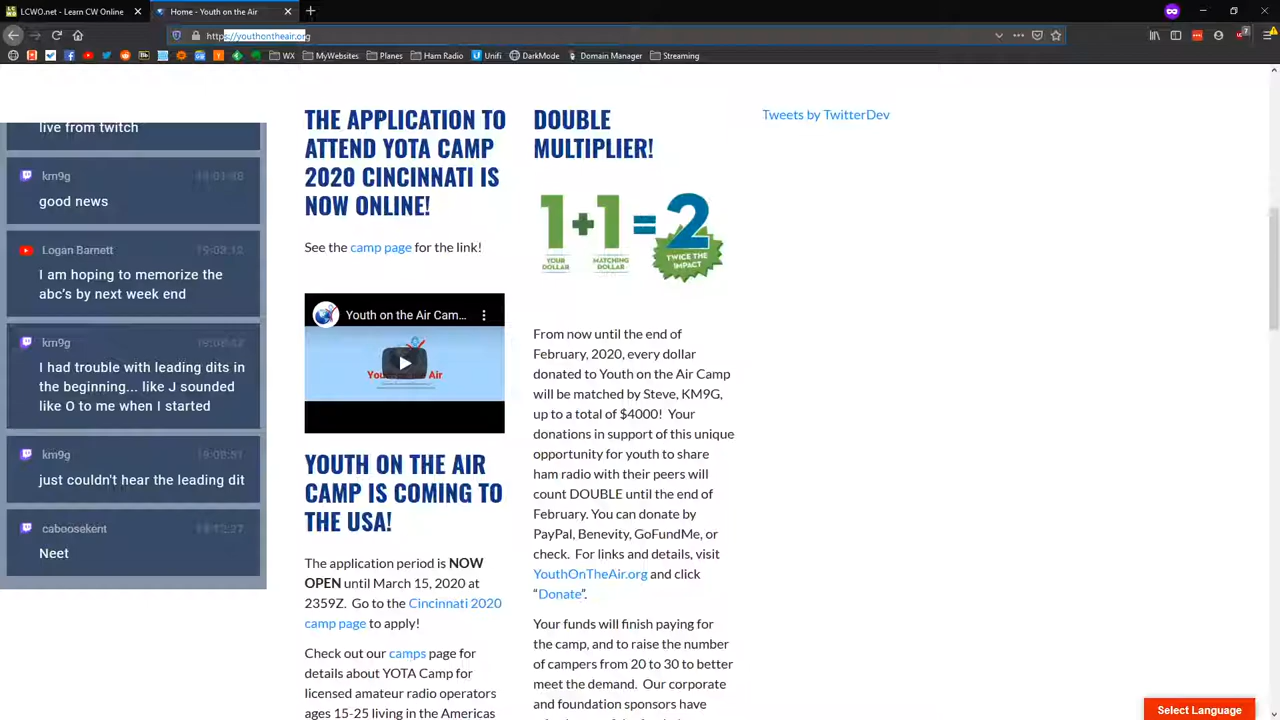 LCWO.net - Learn CW Online
Home - Youth on the Air
https://youthontheair.org
WX
MyWebsites
Planes
Ham Radio
Unifi
DarkMode
Domain Manager
Streaming
live from twitch
km9g
good news
Logan Barnett
19:03:12
I am hoping to memorize the
abc's by next week end
km9g
I had trouble with leading dits in
the beginning... like J sounded
like O to me when I started
km9g
just couldn't hear the leading dit
caboosekent
Neet
THE APPLICATION TO
ATTEND YOTA CAMP
2020 CINCINNATI IS
NOW ONLINE!
See the camp page for the link!
Youth on the Air Cam...
YOUTH ON THE AIR
CAMP IS COMING TO
THE USA!
The application period is NOW
OPEN until March 15, 2020 at
2359Z. Go to the Cincinnati 2020
camp page to apply!
Check out our camps page for
details about YOTA Camp for
licensed amateur radio operators
ages 15-25 living in the Americas
DOUBLE
MULTIPLIER!
1+1=2
YOUR
DOLLAR
MATCHING
DOLLAR
TWICE THE
IMPACT
From now until the end of
February, 2020, every dollar
donated to Youth on the Air Camp
will be matched by Steve, KM9G,
up to a total of $4000! Your
donations in support of this unique
opportunity for youth to share
ham radio with their peers will
count DOUBLE until the end of
February. You can donate by
PayPal, Benevity, GoFundMe, or
check. For links and details, visit
YouthOnTheAir.org and click
“Donate”.
Your funds will finish paying for
the camp, and to raise the number
of campers from 20 to 30 to better
meet the demand. Our corporate
and foundation sponsors have
Tweets by TwitterDev
Select Language